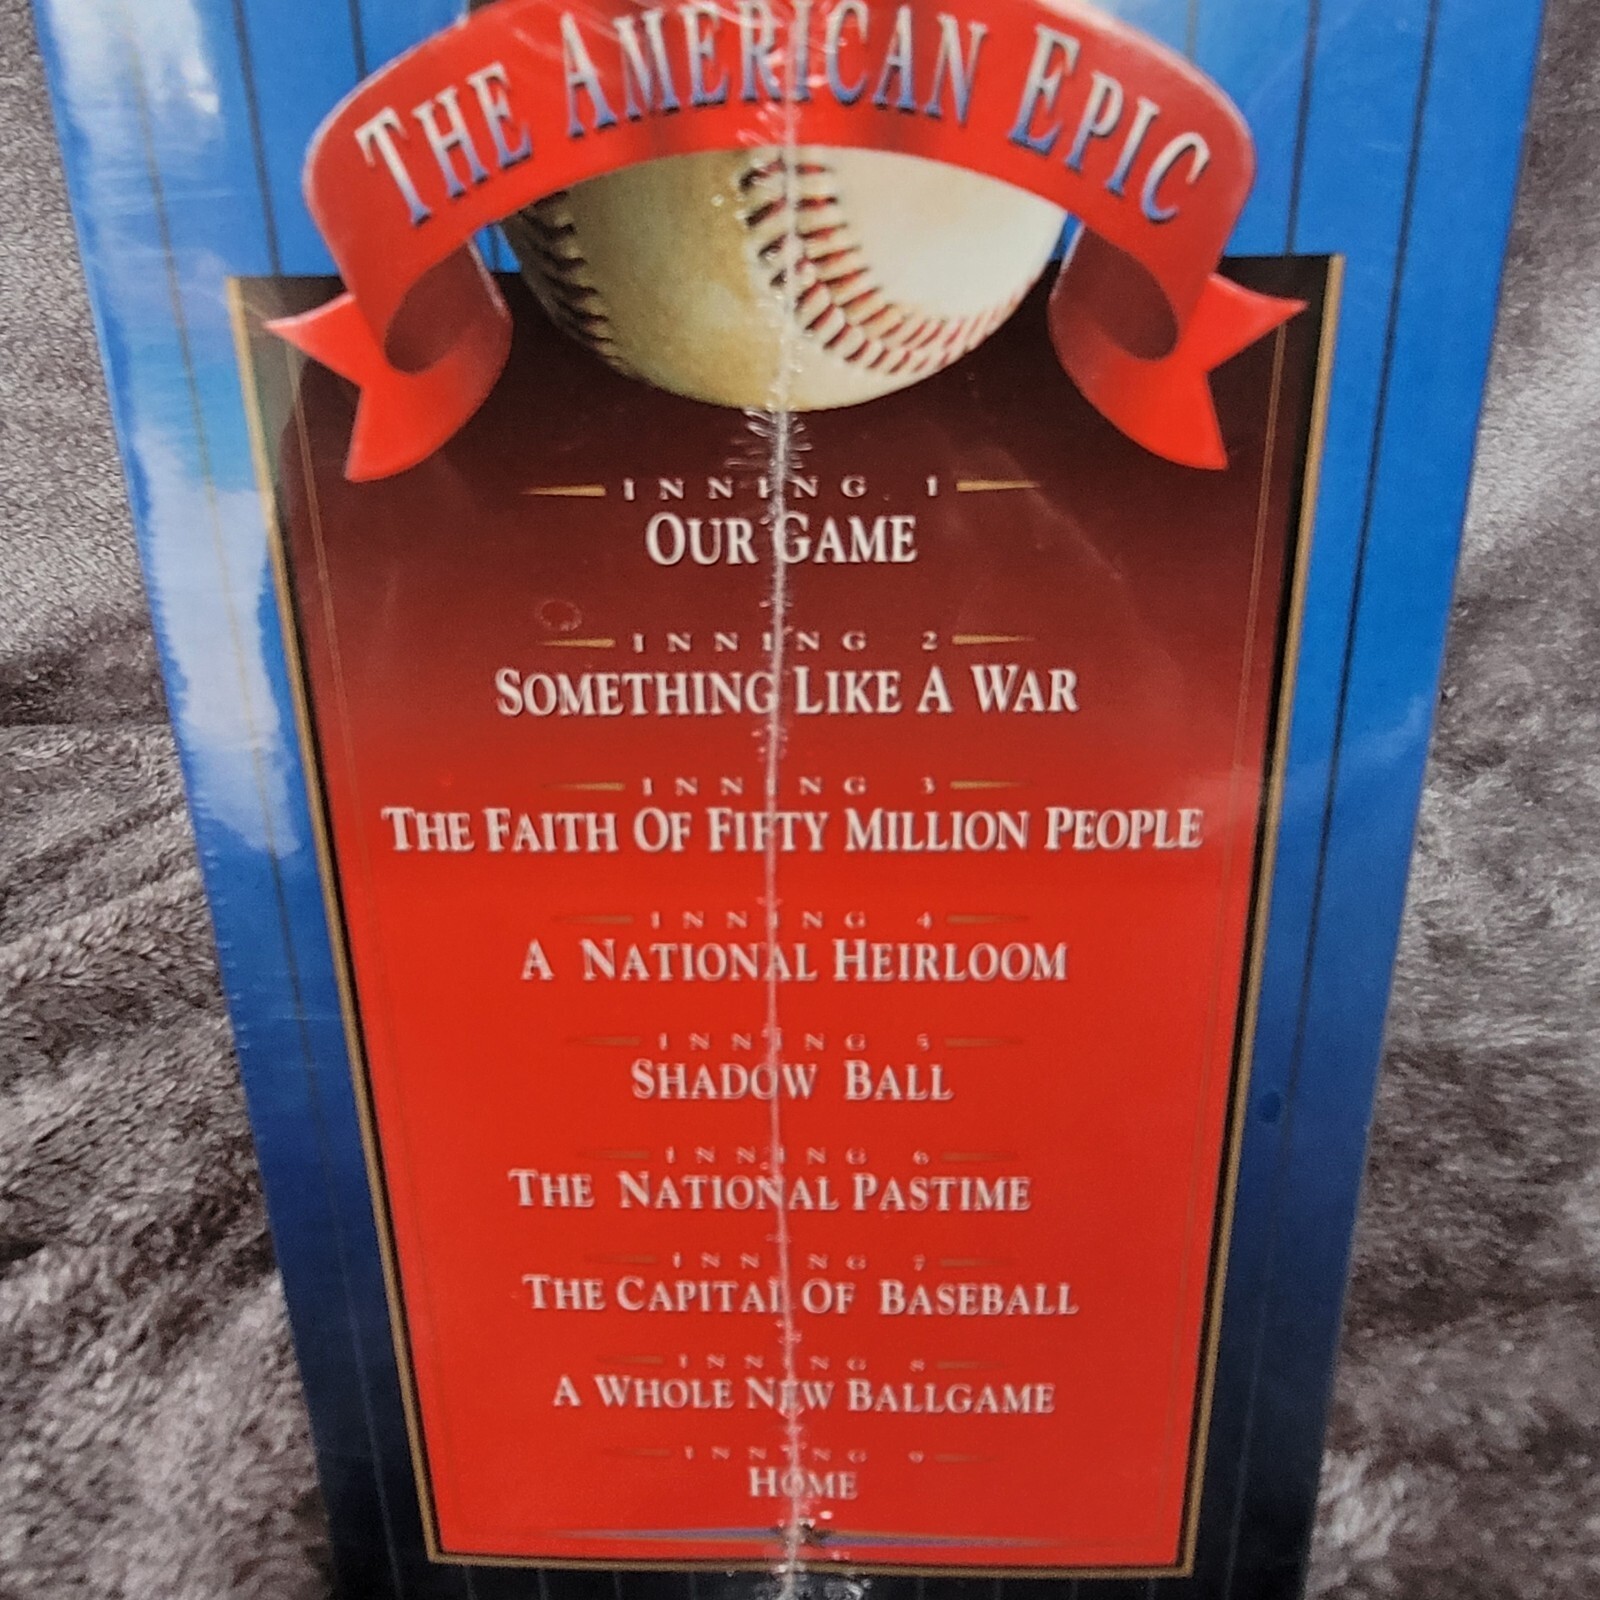 THE AMERICAN EPIC
INNING 1
OUR GAME
INNING 2
SOMETHING LIKE A WAR
INNING 3
THE FAITH OF FIFTY MILLION PEOPLE
INNING 4
A NATIONAL HEIRLOOM
INNING 5
SHADOW BALL
INNING 6
THE NATIONAL PASTIME
INNING 7
THE CAPITAL OF BASEBALL
INNING 8
A WHOLE NEW BALLGAME
INNING 9
HOME